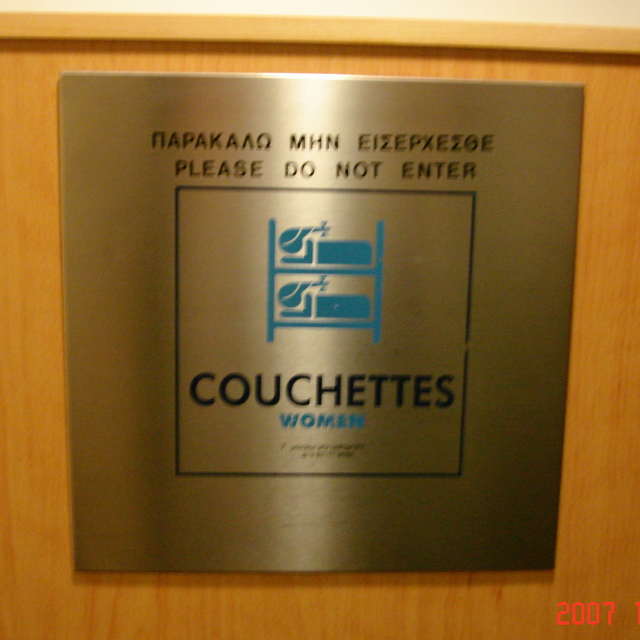 ΠΑΡΑΚΑΛΩ ΜΗΝ ΕΙΣΕΡΧΕΣΘΕ
PLEASE DO NOT ENTER
COUCHETTES
WOMEN
2007